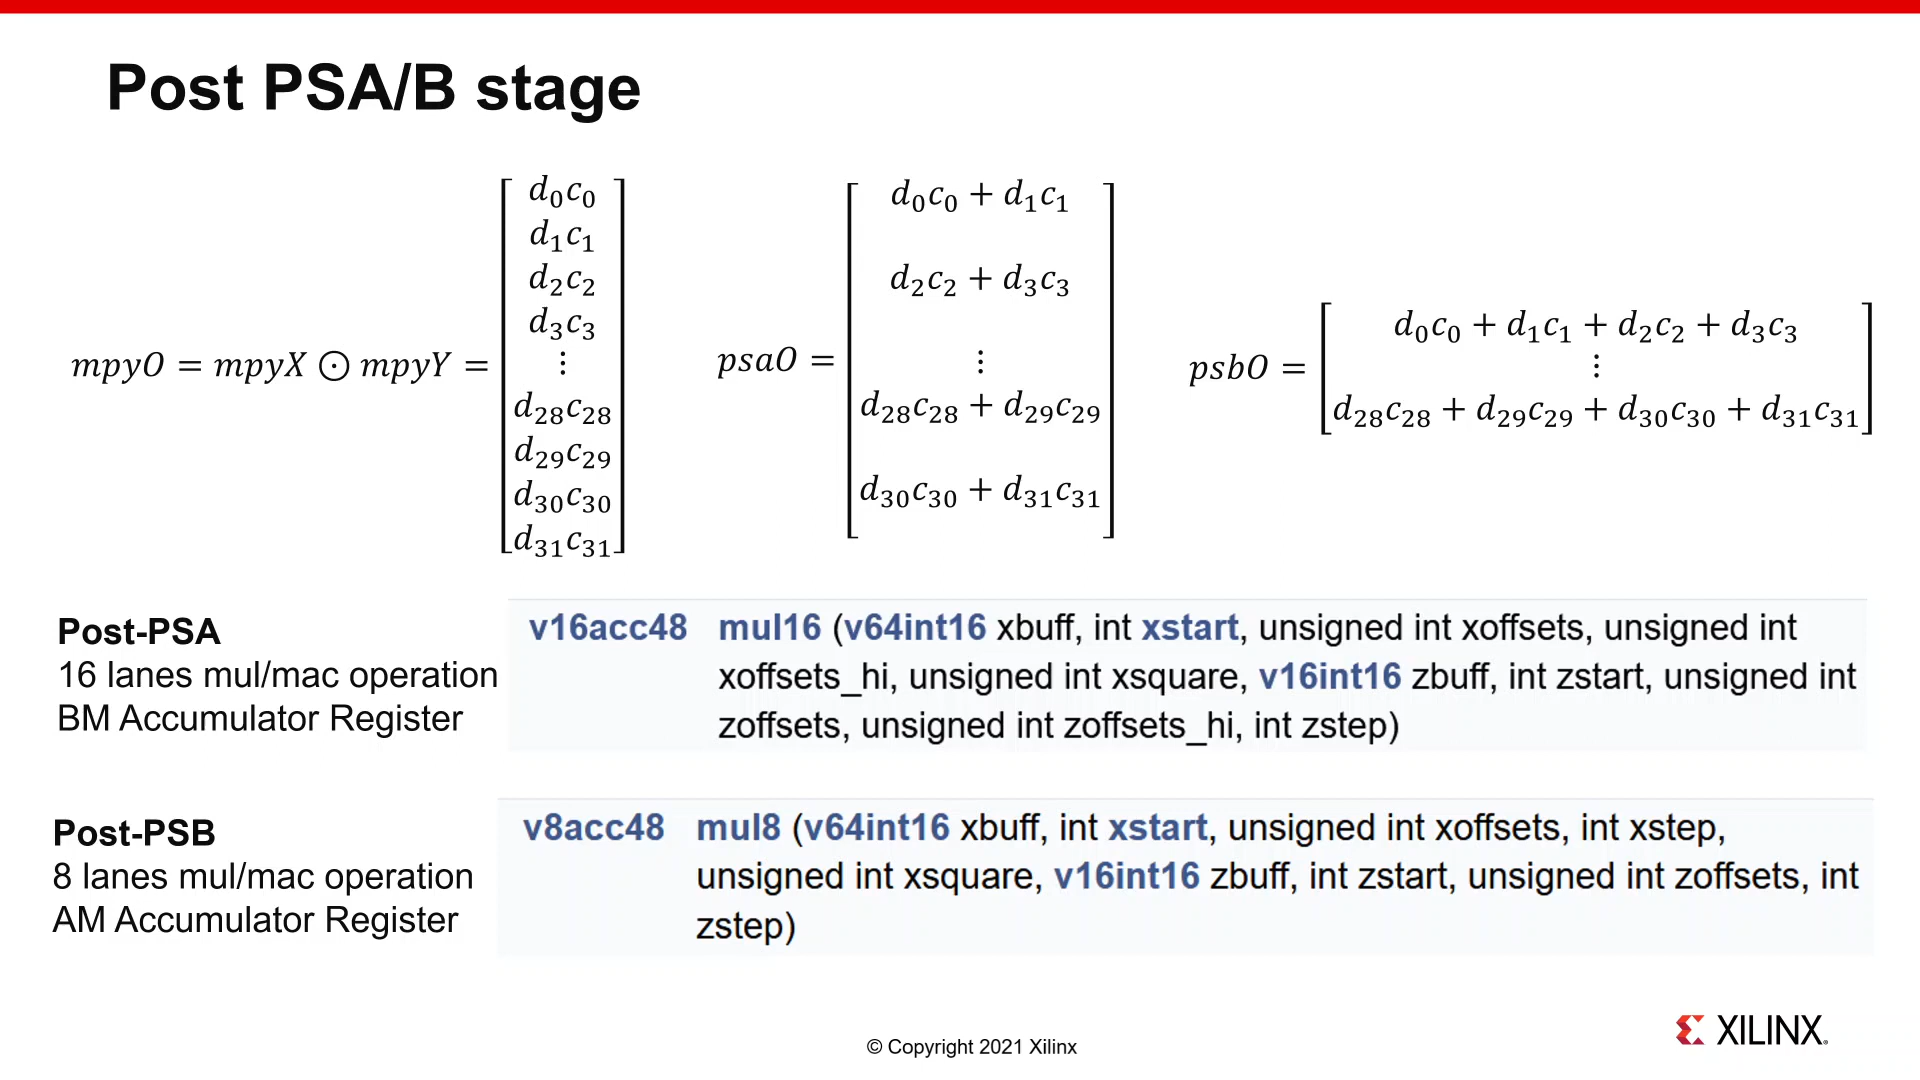 Post PSA/B stage
mpyO = mpyX ⊙ mpyY =
d₀c₀
d₁c₁
d₂c₂
d₃c₃
⋮
d₂₈c₂₈
d₂₉c₂₉
d₃₀c₃₀
d₃₁c₃₁
psaO =
d₀c₀ + d₁c₁
d₂c₂ + d₃c₃
⋮
d₂₈c₂₈ + d₂₉c₂₉
d₃₀c₃₀ + d₃₁c₃₁
psbO =
d₀c₀ + d₁c₁ + d₂c₂ + d₃c₃
⋮
d₂₈c₂₈ + d₂₉c₂₉ + d₃₀c₃₀ + d₃₁c₃₁
Post-PSA
16 lanes mul/mac operation
BM Accumulator Register
v16acc48 mul16 (v64int16 xbuff, int xstart, unsigned int xoffsets, unsigned int
xoffsets_hi, unsigned int xsquare, v16int16 zbuff, int zstart, unsigned int
zoffsets, unsigned int zoffsets_hi, int zstep)
Post-PSB
8 lanes mul/mac operation
AM Accumulator Register
v8acc48 mul8 (v64int16 xbuff, int xstart, unsigned int xoffsets, int xstep,
unsigned int xsquare, v16int16 zbuff, int zstart, unsigned int zoffsets, int
zstep)
© Copyright 2021 Xilinx
XILINX